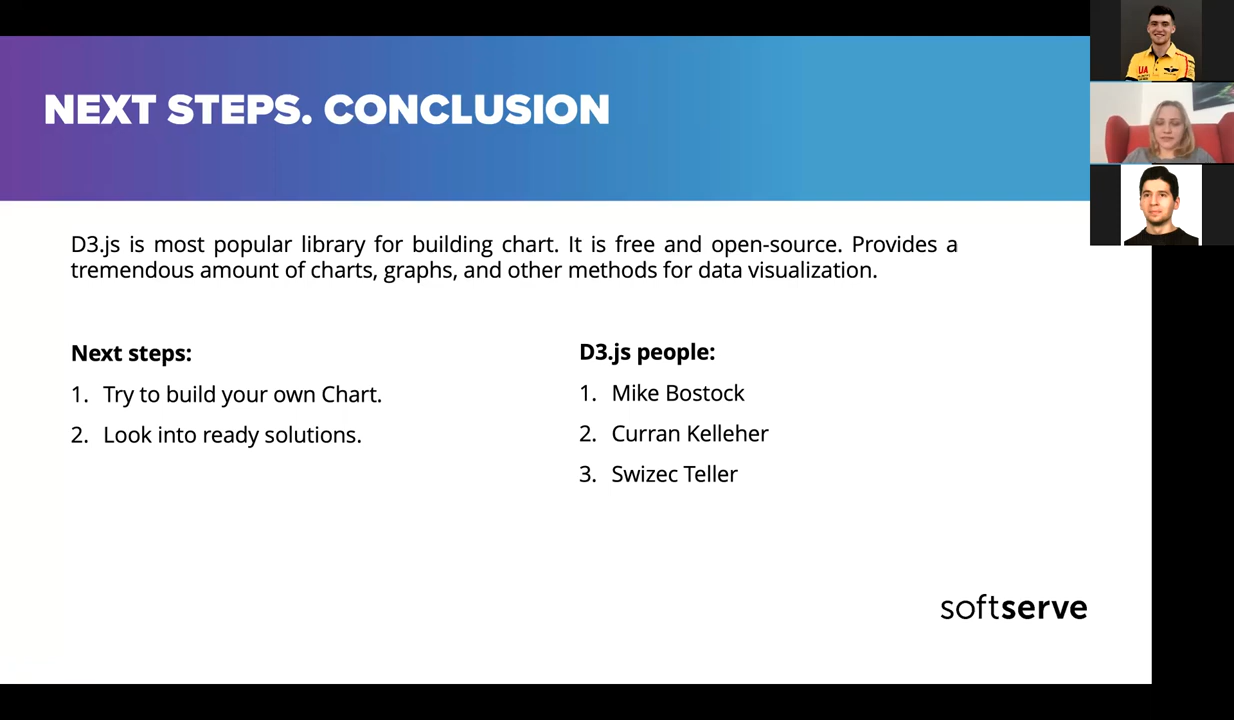 NEXT STEPS. CONCLUSION
D3.js is most popular library for building chart. It is free and open-source. Provides a
tremendous amount of charts, graphs, and other methods for data visualization.
Next steps:
1. Try to build your own Chart.
2. Look into ready solutions.
D3.js people:
1. Mike Bostock
2. Curran Kelleher
3. Swizec Teller
softserve
UA